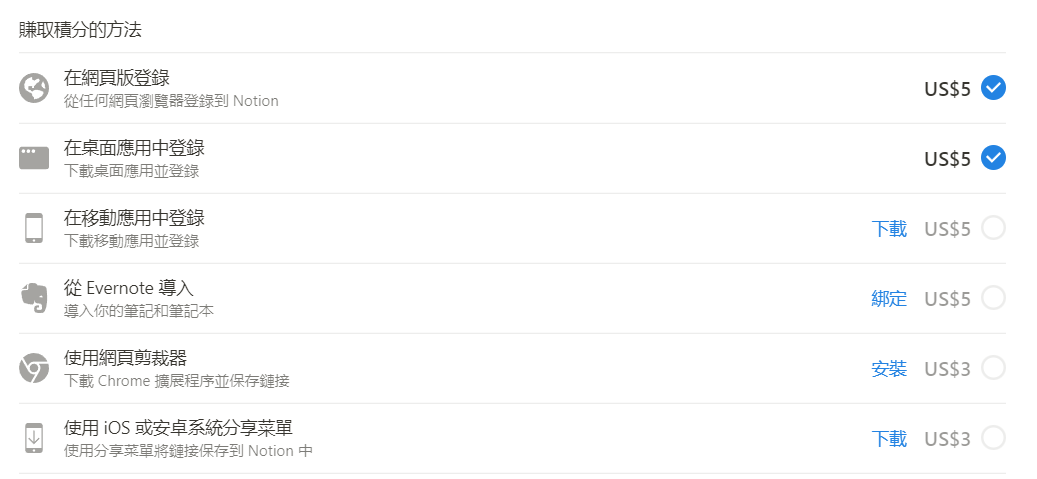 賺取積分的方法
在網頁版登錄
從任何網頁瀏覽器登錄到 Notion
US$5
在桌面應用中登錄
下載桌面應用並登錄
US$5
在移動應用中登錄
下載移動應用並登錄
下載 US$5
從 Evernote 導入
導入你的筆記和筆記本
綁定 US$5
使用網頁剪裁器
下載 Chrome 擴展程序並保存鏈接
安裝 US$3
使用 iOS 或安卓系統分享菜單
使用分享菜單將鏈接保存到 Notion 中
下載 US$3